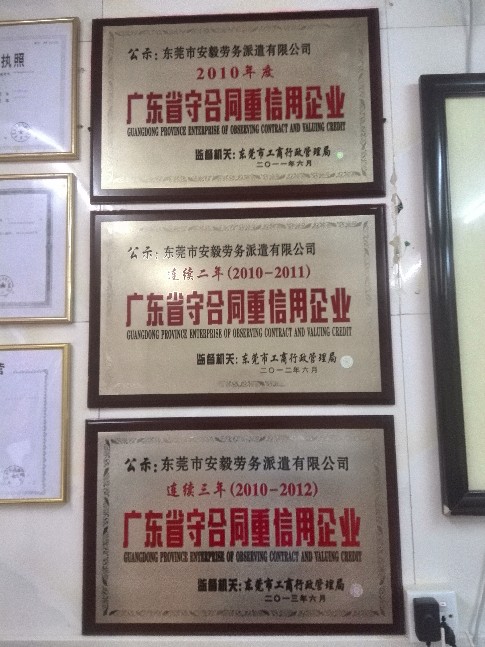 执照
公示：东莞市安毅劳务派遣有限公司
2010年度
广东省守合同重信用企业
GUANGDONG PROVINCE ENTERPRISE OF OBSERVING CONTRACT AND VALUING CREDIT
监督机关：东莞市工商行政管理局
二○一一年六月
公示：东莞市安毅劳务派遣有限公司
连续二年(2010-2011)
广东省守合同重信用企业
GUANGDONG PROVINCE ENTERPRISE OF OBSERVING CONTRACT AND VALUING CREDIT
监督机关：东莞市工商行政管理局
二○一二年六月
公示：东莞市安毅劳务派遣有限公司
连续三年(2010-2012)
广东省守合同重信用企业
GUANGDONG PROVINCE ENTERPRISE OF OBSERVING CONTRACT AND VALUING CREDIT
监督机关：东莞市工商行政管理局
二○一三年六月